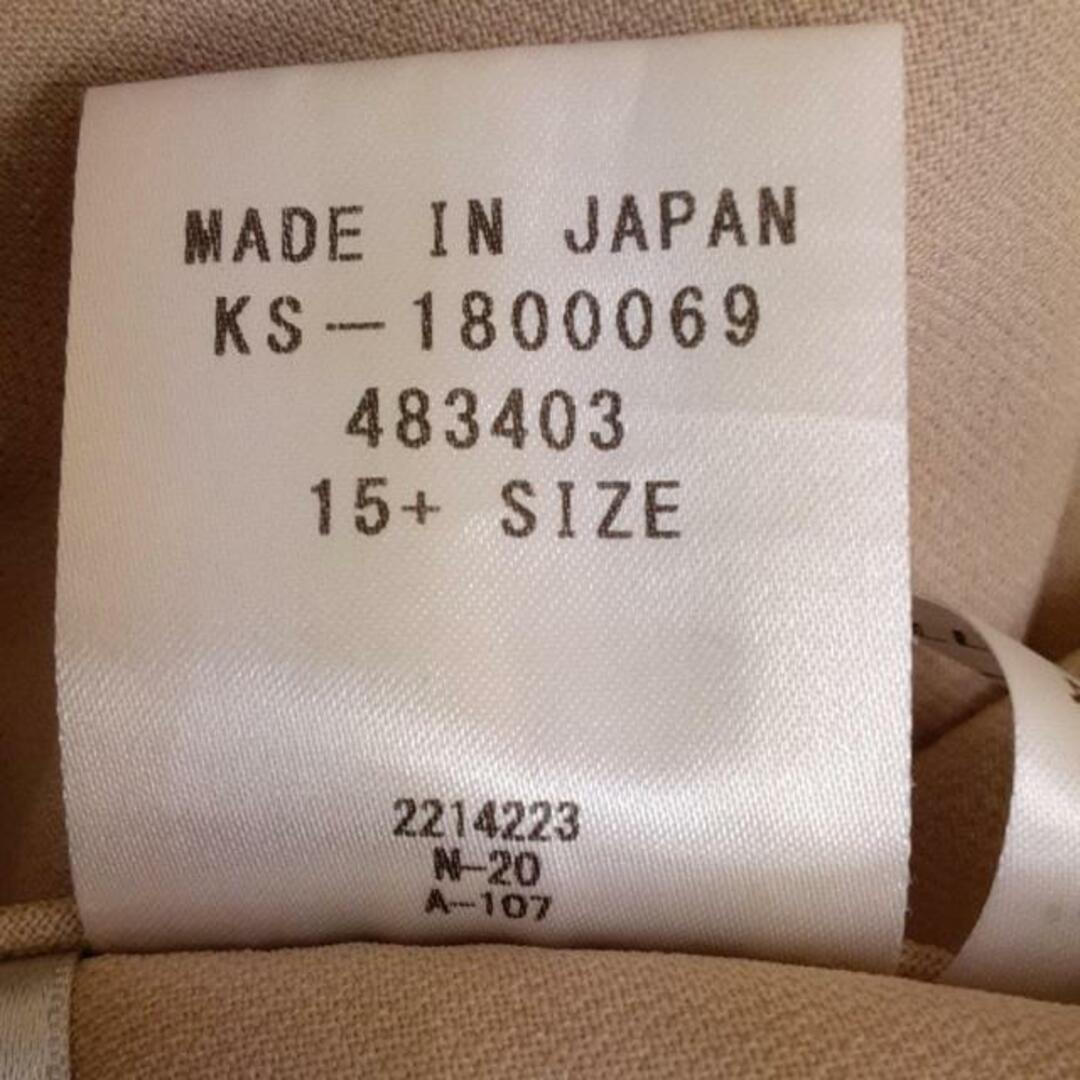 MADE IN JAPAN
KS-1800069
483403
15+ SIZE
2214223
N-20
A-107